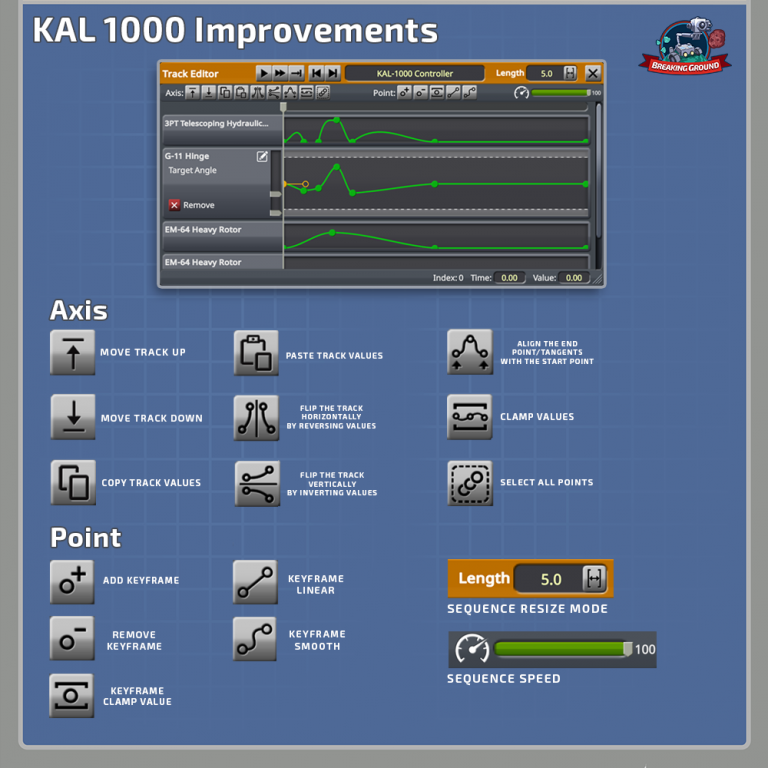 KAL 1000 Improvements
BREAKING GROUND
Track Editor
KAL-1000 Controller
Length
5.0
Axis:
Point:
100
3PT Telescoping Hydraulic...
G-11 Hinge
Target Angle
Remove
EM-64 Heavy Rotor
EM-64 Heavy Rotor
Index: 0 Time: 0.00 Value: 0.00
Axis
MOVE TRACK UP
PASTE TRACK VALUES
ALIGN THE END
POINT/TANGENTS
WITH THE START POINT
MOVE TRACK DOWN
FLIP THE TRACK
HORIZONTALLY
BY REVERSING VALUES
CLAMP VALUES
COPY TRACK VALUES
FLIP THE TRACK
VERTICALLY
BY INVERTING VALUES
SELECT ALL POINTS
Point
ADD KEYFRAME
KEYFRAME
LINEAR
Length 5.0
SEQUENCE RESIZE MODE
REMOVE
KEYFRAME
KEYFRAME
SMOOTH
100
SEQUENCE SPEED
KEYFRAME
CLAMP VALUE